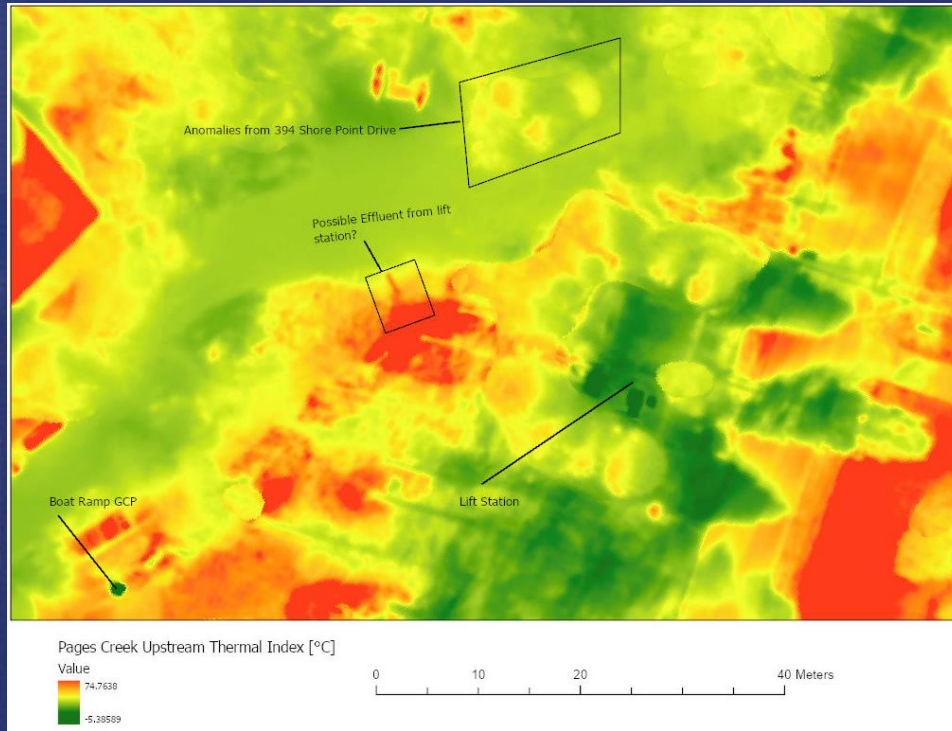 Anomalies from 394 Shore Point Drive
Possible Effluent from lift
station?
Boat Ramp GCP
Lift Station
Pages Creek Upstream Thermal Index [°C]
Value
74.7638
-5.38589
0 10 20 40 Meters